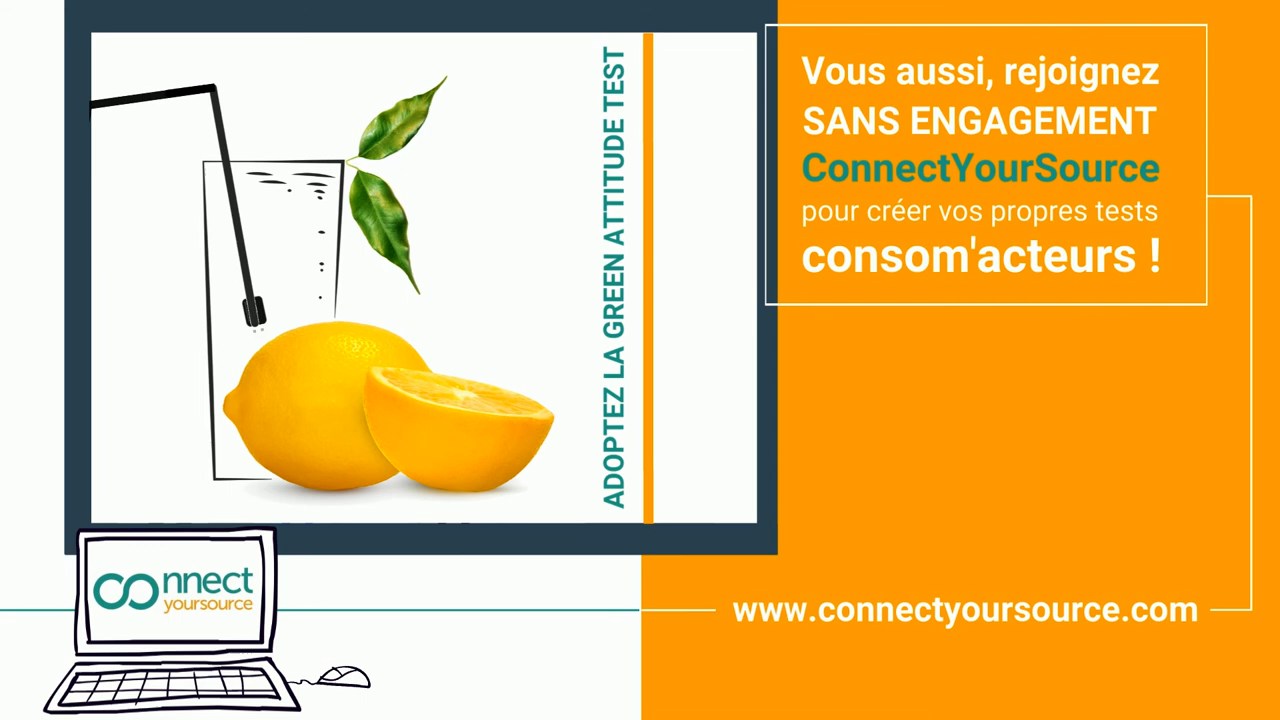 ADOPTEZ LA GREEN ATTITUDE TEST
Vous aussi, rejoignez
SANS ENGAGEMENT
ConnectYourSource
pour créer vos propres tests
consom'acteurs !
connect
yoursource
www.connectyoursource.com